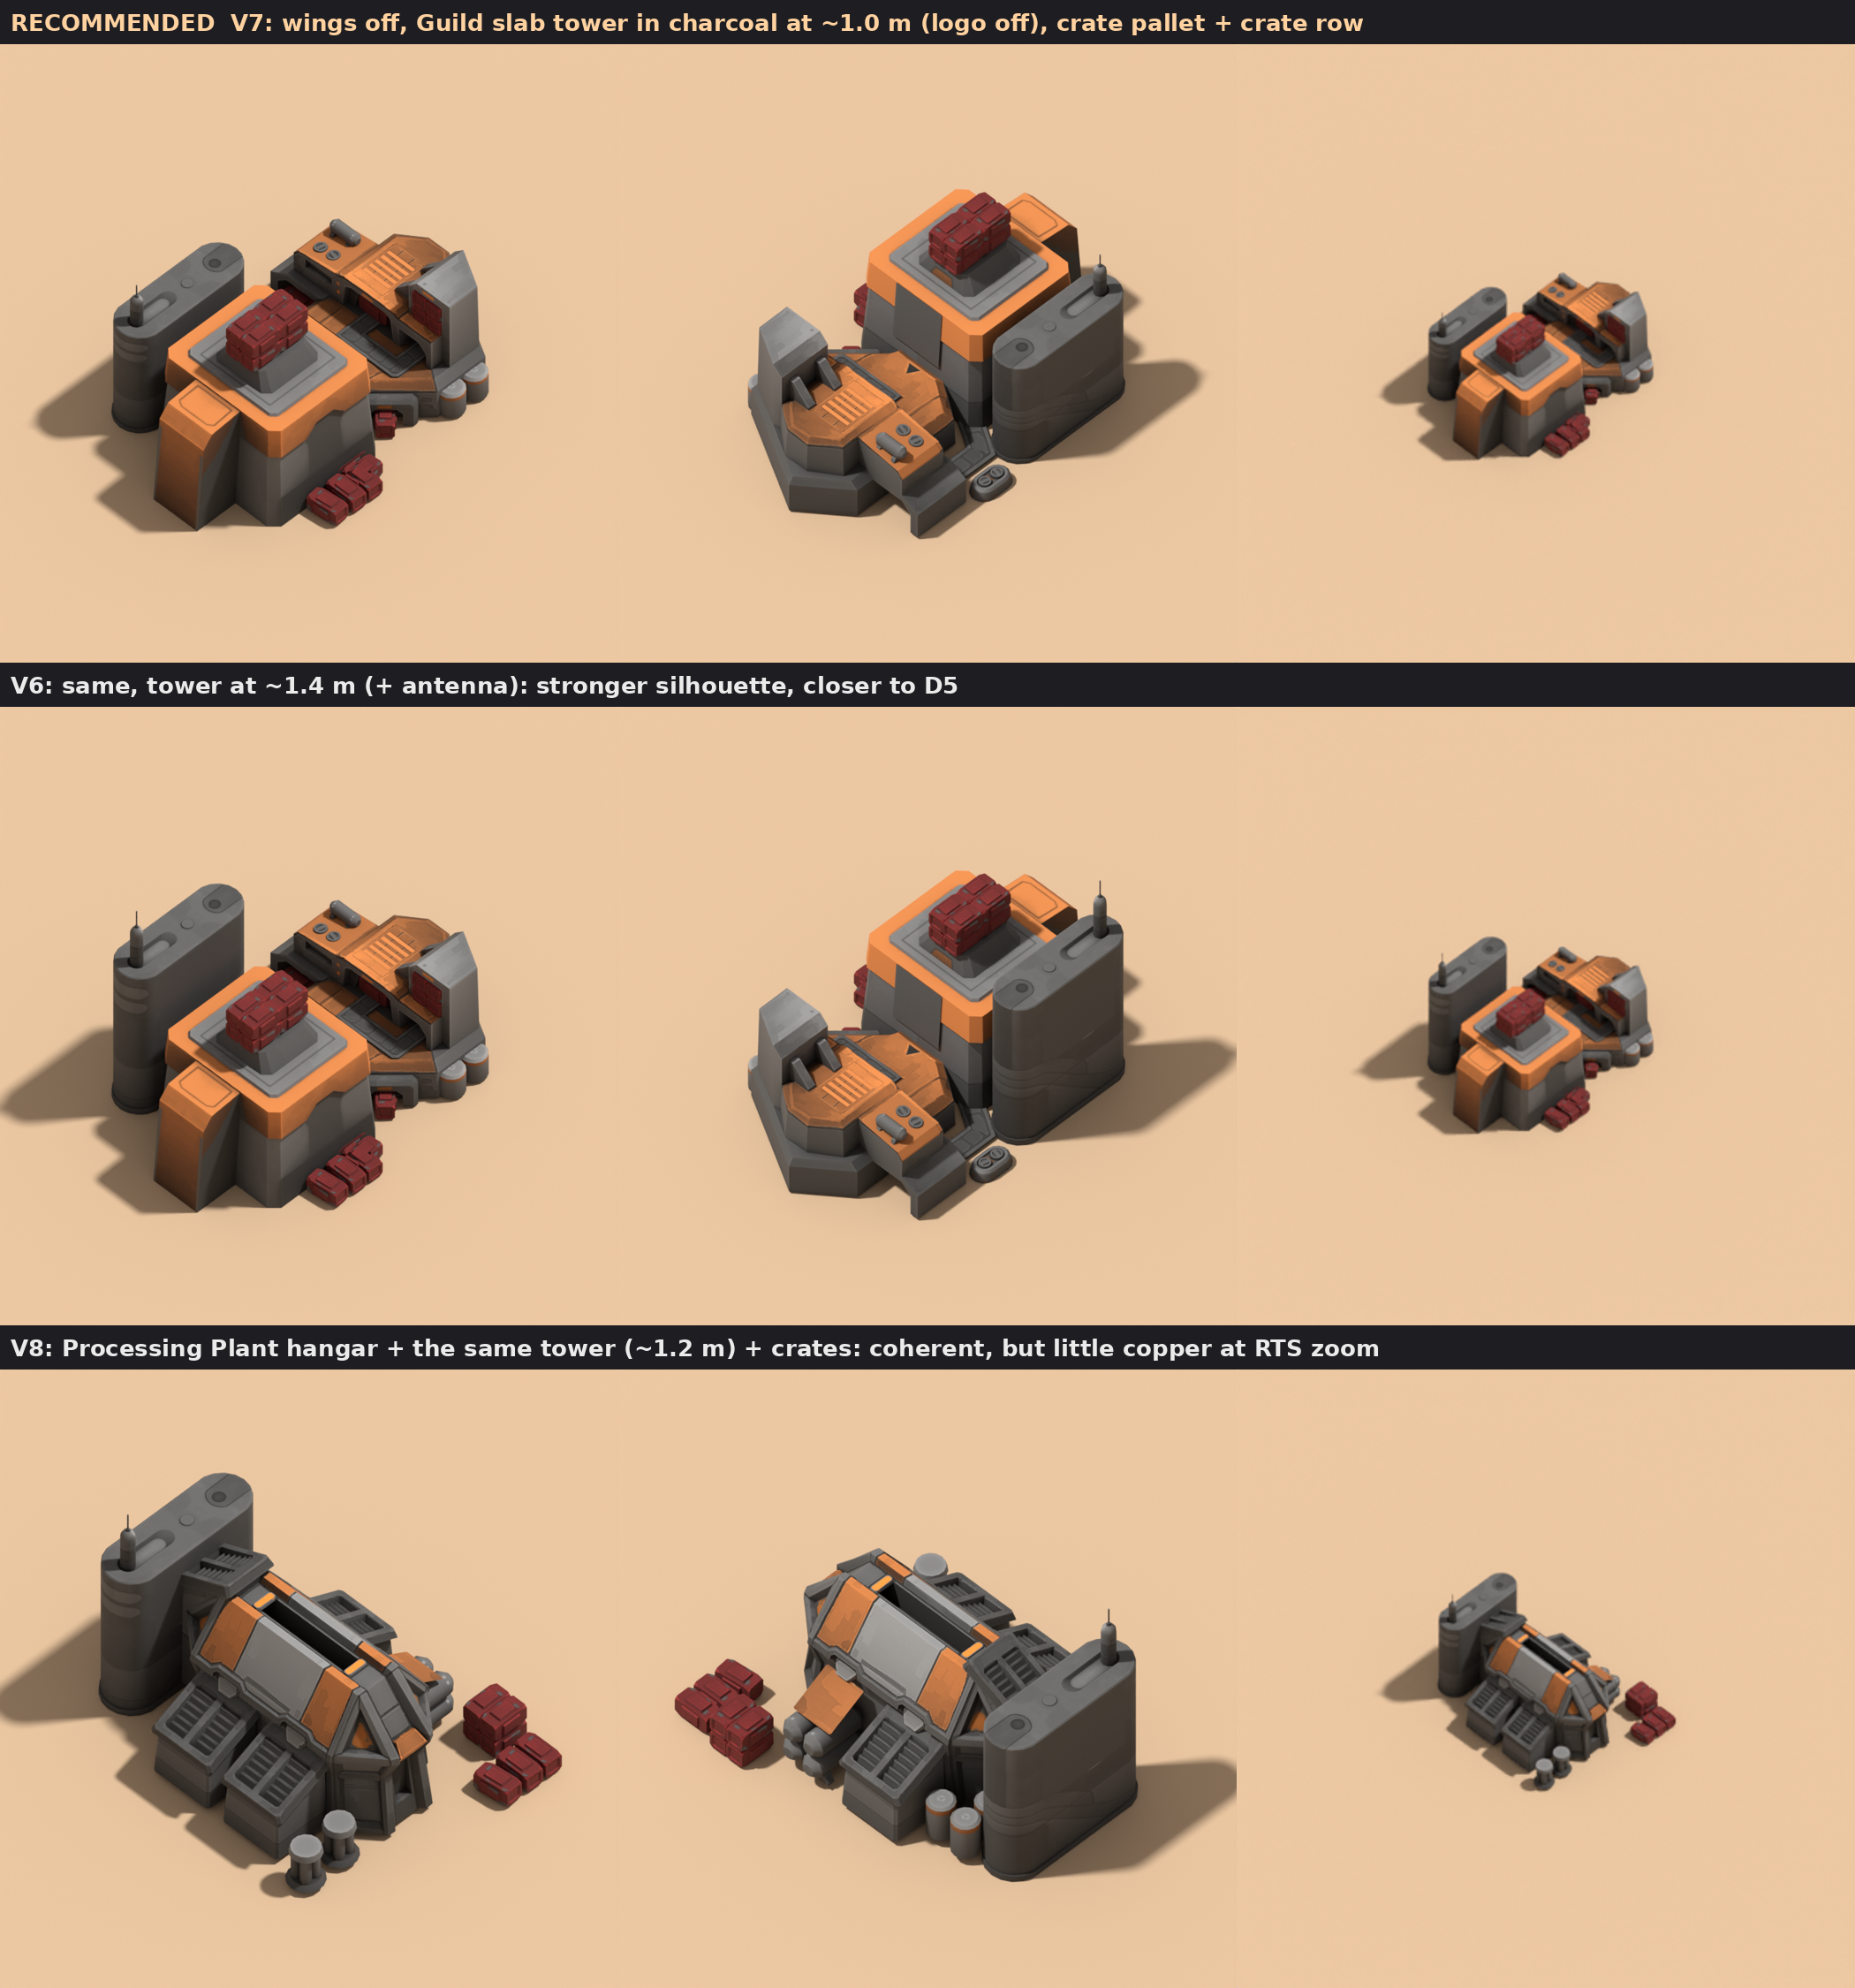 RECOMMENDED  V7: wings off, Guild slab tower in charcoal at ~1.0 m (logo off), crate pallet + crate row
V6: same, tower at ~1.4 m (+ antenna): stronger silhouette, closer to D5
V8: Processing Plant hangar + the same tower (~1.2 m) + crates: coherent, but little copper at RTS zoom